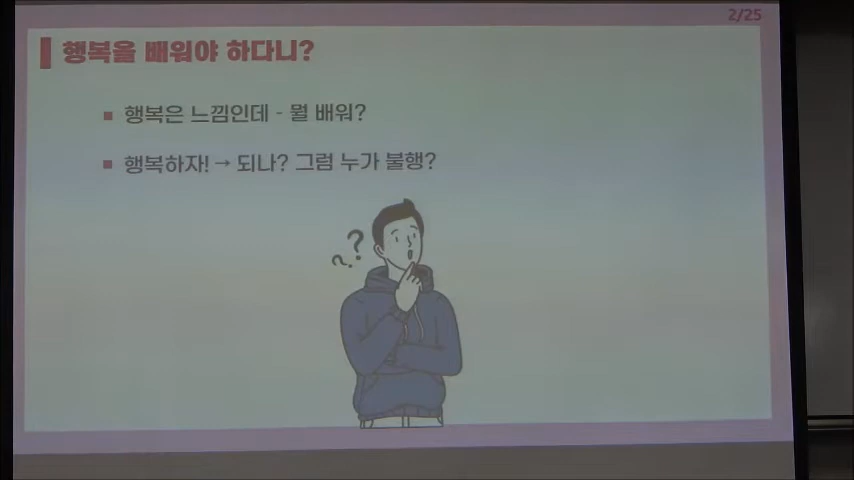 2/25
행복을 배워야 하다니?
행복은 느낌인데 - 뭘 배워?
행복하자! → 되나? 그럼 누가 불행?
? ?